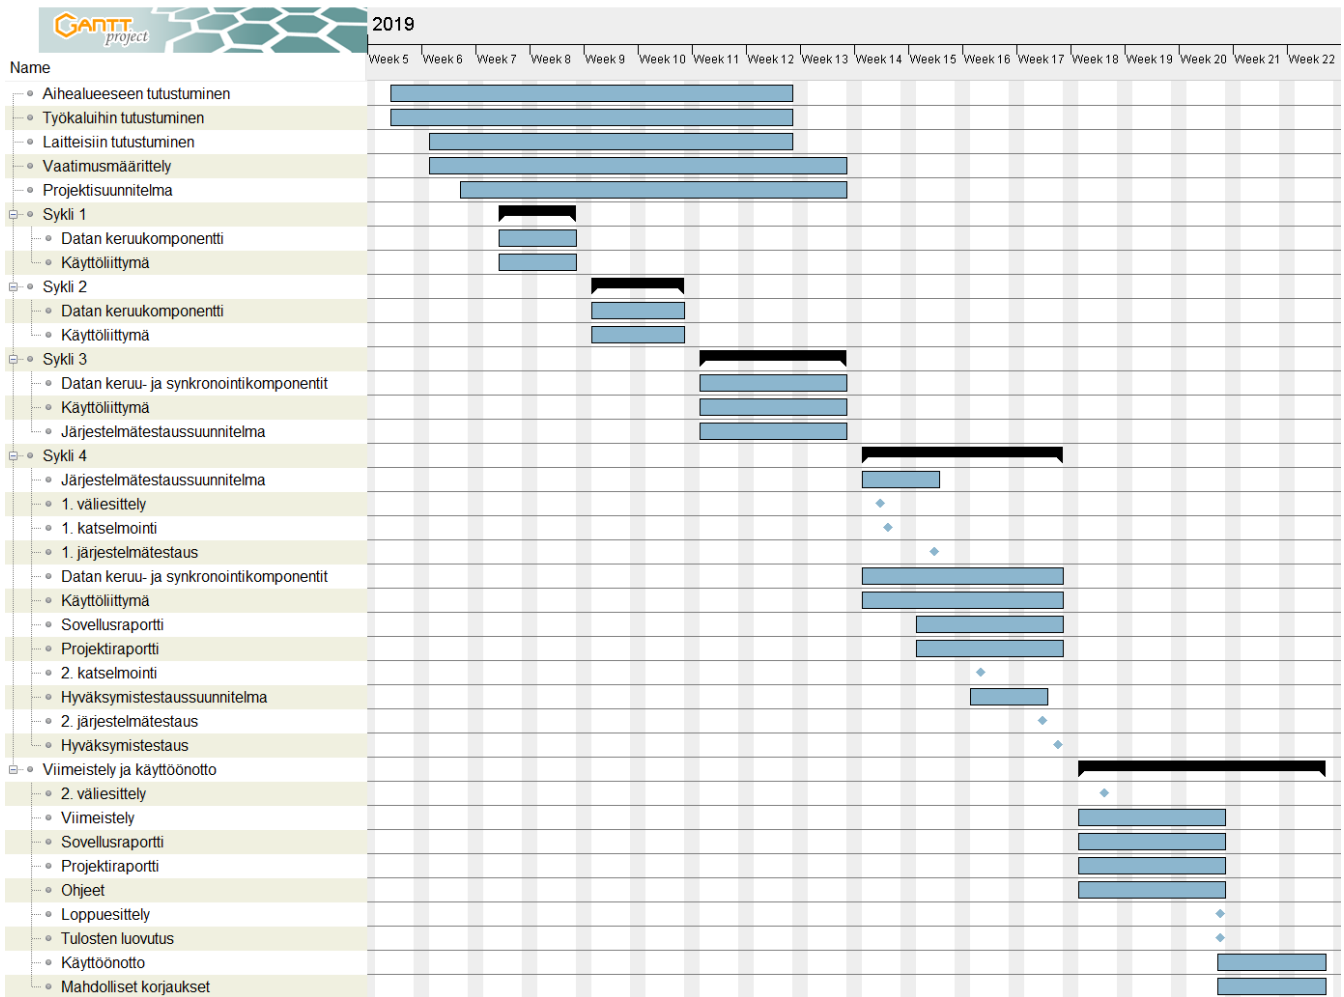 GANTT
project
2019
Name
Week 5 Week 6 Week 7 Week 8 Week 9 Week 10 Week 11 Week 12 Week 13 Week 14 Week 15 Week 16 Week 17 Week 18 Week 19 Week 20 Week 21 Week 22
Aihealueeseen tutustuminen
Työkaluihin tutustuminen
Laitteisiin tutustuminen
Vaatimusmäärittely
Projektisuunnitelma
Sykli 1
Datan keruukomponentti
Käyttöliittymä
Sykli 2
Datan keruukomponentti
Käyttöliittymä
Sykli 3
Datan keruu- ja synkronointikomponentit
Käyttöliittymä
Järjestelmätestaussuunnitelma
Sykli 4
Järjestelmätestaussuunnitelma
1. väliesittely
1. katselmointi
1. järjestelmätestaus
Datan keruu- ja synkronointikomponentit
Käyttöliittymä
Sovellusraportti
Projektiraportti
2. katselmointi
Hyväksymistestaussuunnitelma
2. järjestelmätestaus
Hyväksymistestaus
Viimeistely ja käyttöönotto
2. väliesittely
Viimeistely
Sovellusraportti
Projektiraportti
Ohjeet
Loppuesittely
Tulosten luovutus
Käyttöönotto
Mahdolliset korjaukset